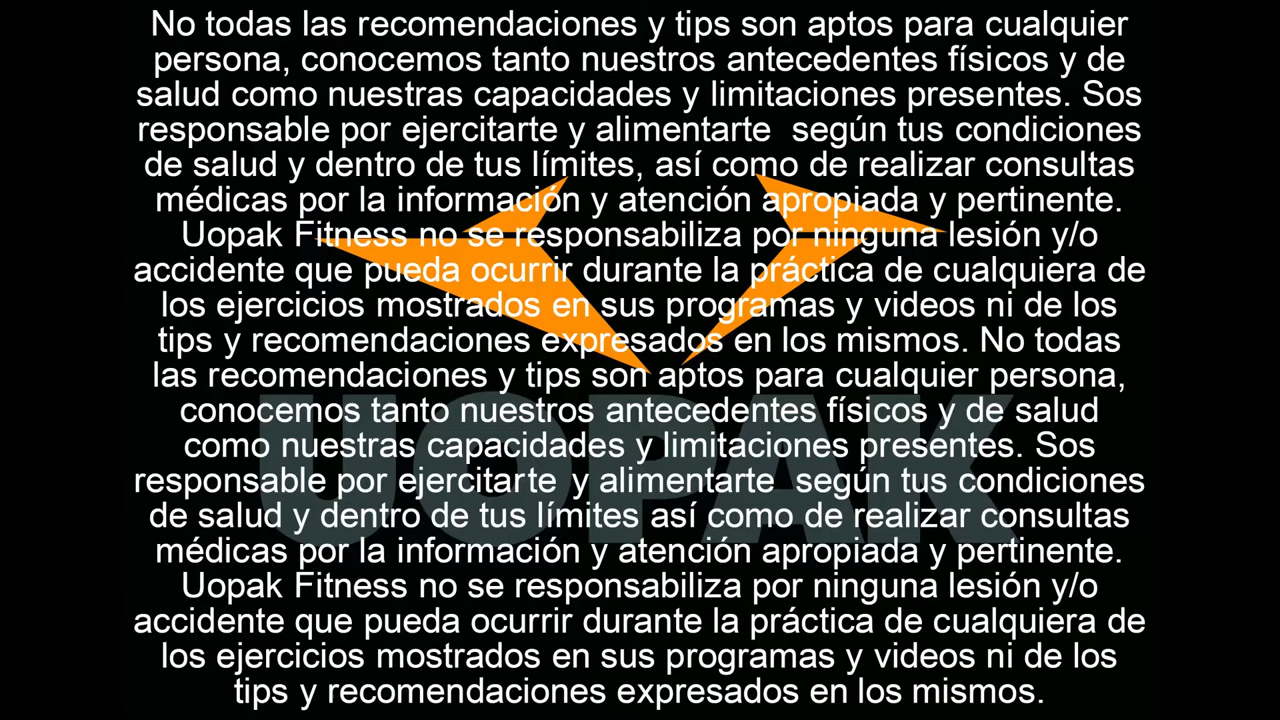 No todas las recomendaciones y tips son aptos para cualquier
persona, conocemos tanto nuestros antecedentes físicos y de
salud como nuestras capacidades y limitaciones presentes. Sos
responsable por ejercitarte y alimentarte  según tus condiciones
de salud y dentro de tus límites, así como de realizar consultas
médicas por la información y atención apropiada y pertinente.
Uopak Fitness no se responsabiliza por ninguna lesión y/o
accidente que pueda ocurrir durante la práctica de cualquiera de
los ejercicios mostrados en sus programas y videos ni de los
tips y recomendaciones expresados en los mismos. No todas
las recomendaciones y tips son aptos para cualquier persona,
conocemos tanto nuestros antecedentes físicos y de salud
como nuestras capacidades y limitaciones presentes. Sos
responsable por ejercitarte y alimentarte  según tus condiciones
de salud y dentro de tus límites así como de realizar consultas
médicas por la información y atención apropiada y pertinente.
Uopak Fitness no se responsabiliza por ninguna lesión y/o
accidente que pueda ocurrir durante la práctica de cualquiera de
los ejercicios mostrados en sus programas y videos ni de los
tips y recomendaciones expresados en los mismos.
UOPAK